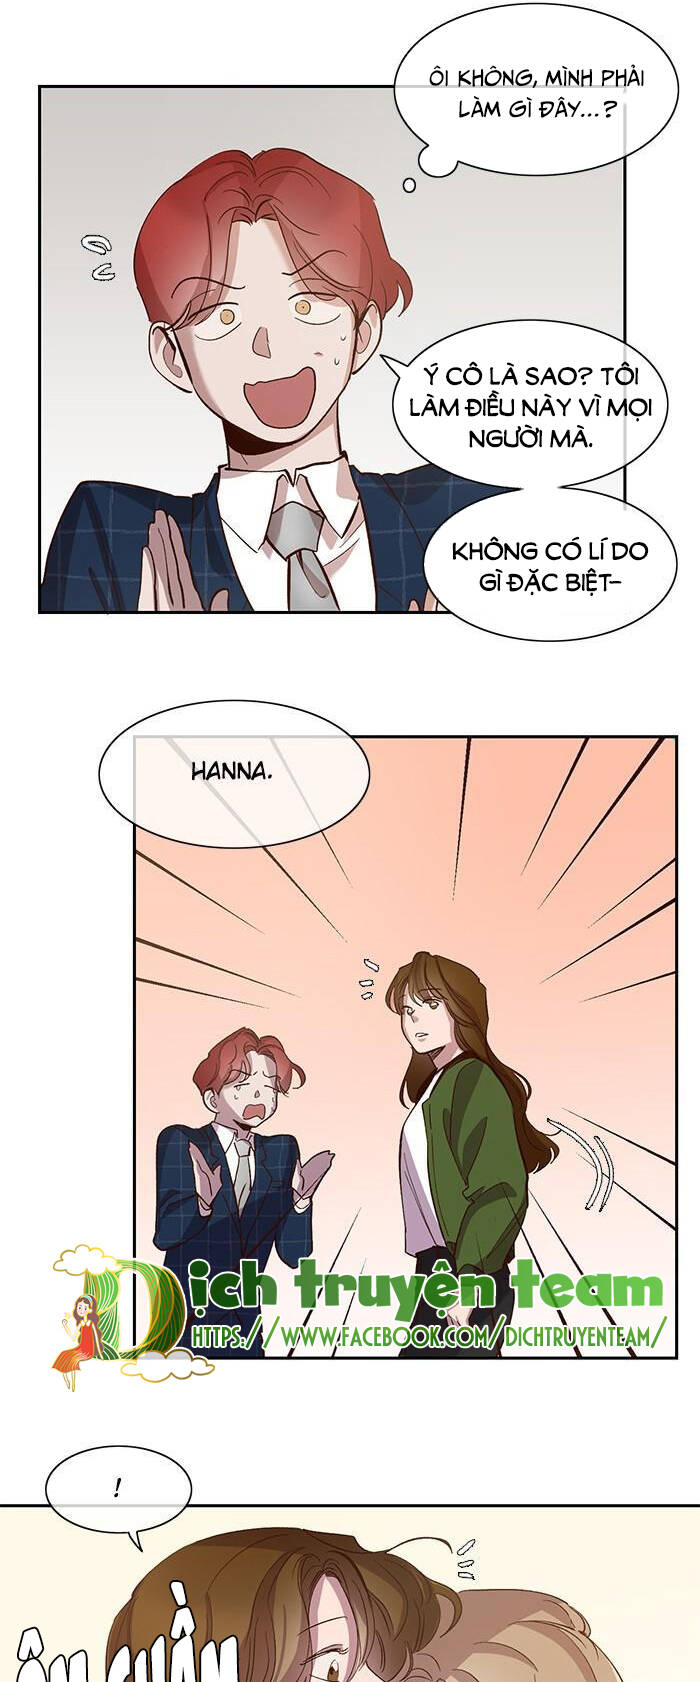 ÔI KHÔNG, MÌNH PHẢI
LÀM GÌ ĐÂY...?
Ý CÔ LÀ SAO? TÔI
LÀM ĐIỀU NÀY VÌ MỌI
NGƯỜI MÀ.
KHÔNG CÓ LÍ DO
GÌ ĐẶC BIỆT-
HANNA.
Dịch truyện team
HTTPS://WWW.FACEBOOK.COM/DICHTRUYENTEAM/
!